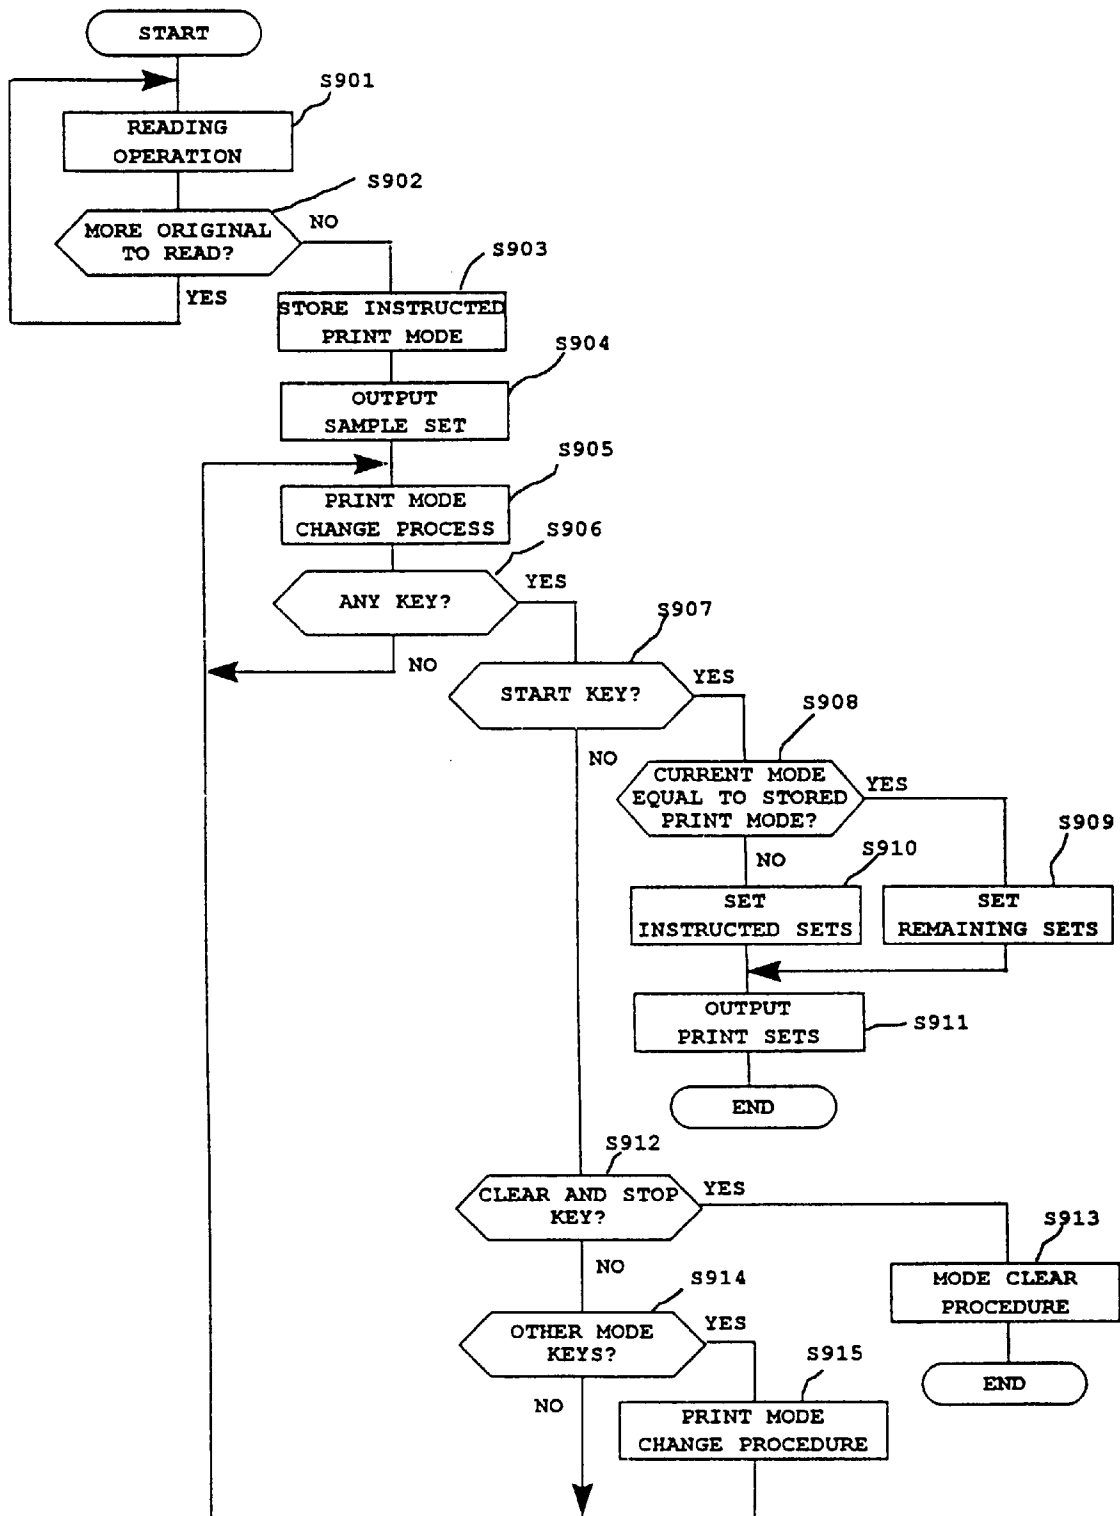 START
S901
READING
OPERATION
S902
MORE ORIGINAL
TO READ?
NO
YES
S903
STORE INSTRUCTED
PRINT MODE
S904
OUTPUT
SAMPLE SET
S905
PRINT MODE
CHANGE PROCESS
S906
ANY KEY?
YES
NO
S907
START KEY?
YES
NO
S908
CURRENT MODE
EQUAL TO STORED
PRINT MODE?
YES
NO
S909
SET
REMAINING SETS
S910
SET
INSTRUCTED SETS
OUTPUT
PRINT SETS
S911
END
S912
CLEAR AND STOP
KEY?
YES
NO
S913
MODE CLEAR
PROCEDURE
END
S914
OTHER MODE
KEYS?
YES
NO
S915
PRINT MODE
CHANGE PROCEDURE